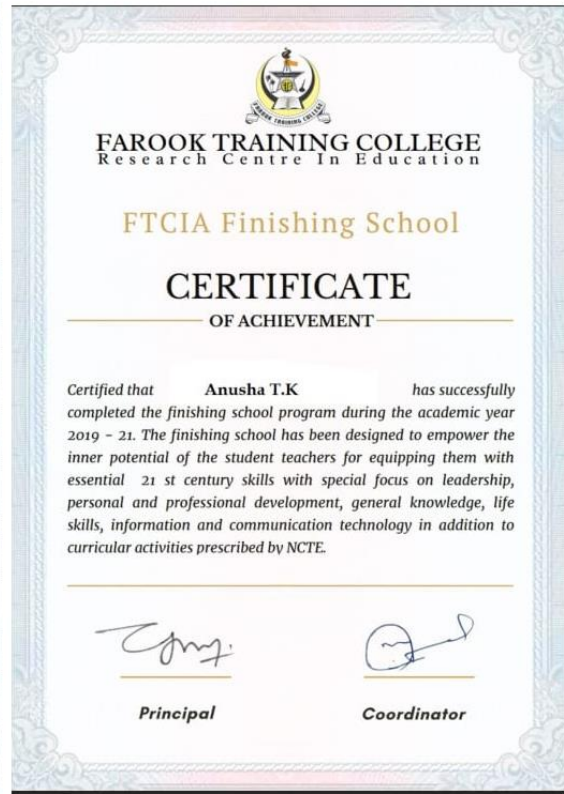 FAROOK TRAINING COLLEGE
FAROOK TRAINING COLLEGE
Research Centre In Education
FTCIA Finishing School
CERTIFICATE
OF ACHIEVEMENT
Certified that Anusha T.K has successfully
completed the finishing school program during the academic year
2019 - 21. The finishing school has been designed to empower the
inner potential of the student teachers for equipping them with
essential 21 st century skills with special focus on leadership,
personal and professional development, general knowledge, life
skills, information and communication technology in addition to
curricular activities prescribed by NCTE.
Principal Coordinator